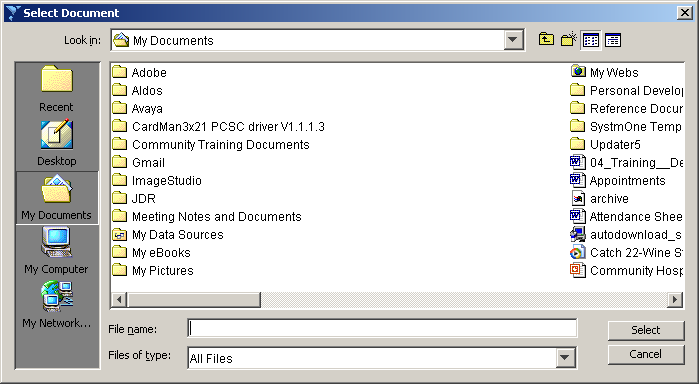 Select Document
Look in: My Documents
Recent
Desktop
My Documents
My Computer
My Network...
Adobe
Aldos
Avaya
CardMan3x21 PCSC driver V1.1.1.3
Community Training Documents
Gmail
ImageStudio
JDR
Meeting Notes and Documents
My Data Sources
My eBooks
My Pictures
My Webs
Personal Develop
Reference Docum
SystmOne Temp
Updater5
04_Training__De
Appointments
archive
Attendance Shee
autodownload_s
Catch 22-Wine S
Community Hosp
File name:
Select
Files of type: All Files
Cancel